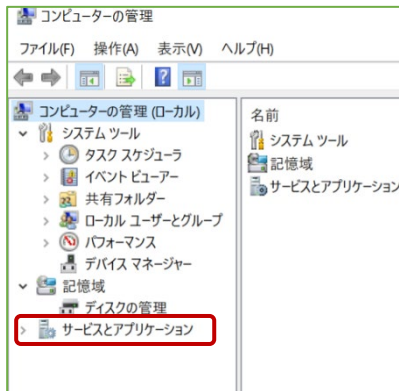 コンピューターの管理
ファイル(F) 操作(A) 表示(V) ヘルプ(H)
コンピューターの管理 (ローカル)
システム ツール
タスク スケジューラ
イベント ビューアー
共有フォルダー
ローカル ユーザーとグループ
パフォーマンス
デバイス マネージャー
記憶域
ディスクの管理
サービスとアプリケーション
名前
システム ツール
記憶域
サービスとアプリケーション